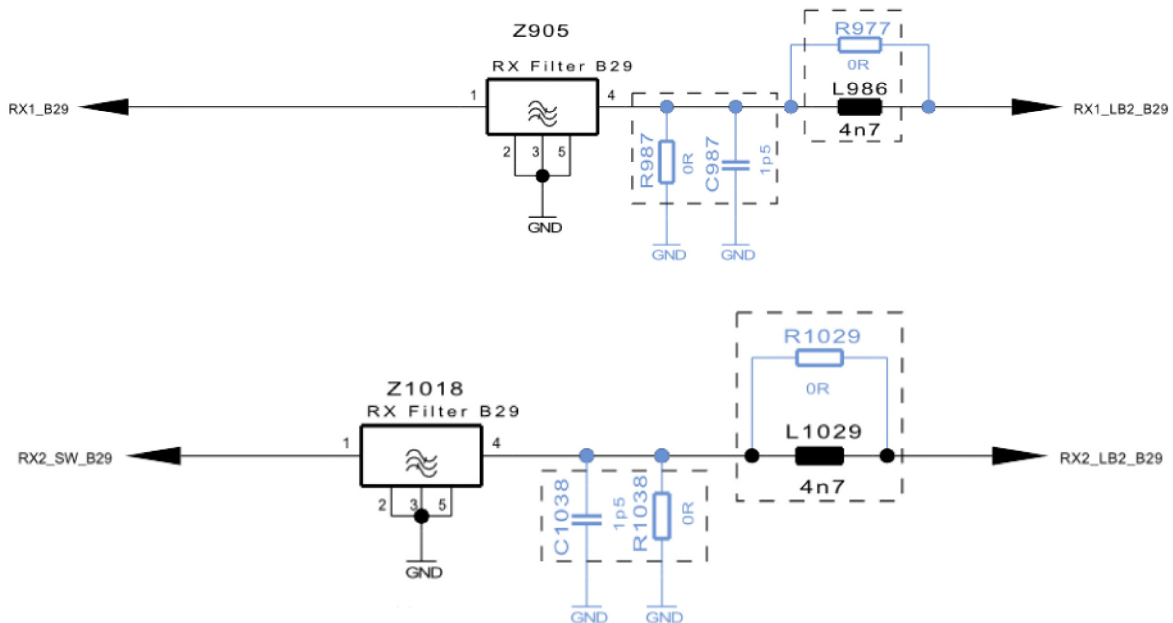 Z905
RX Filter B29
R977
0R
L986
4n7
RX1_B29
1
4
RX1_LB2_B29
2
3
5
GND
R987
0R
C987
1p5
GND
GND
Z1018
RX Filter B29
R1029
0R
L1029
4n7
RX2_SW_B29
1
4
RX2_LB2_B29
2
3
5
GND
C1038
1p5
R1038
0R
GND
GND